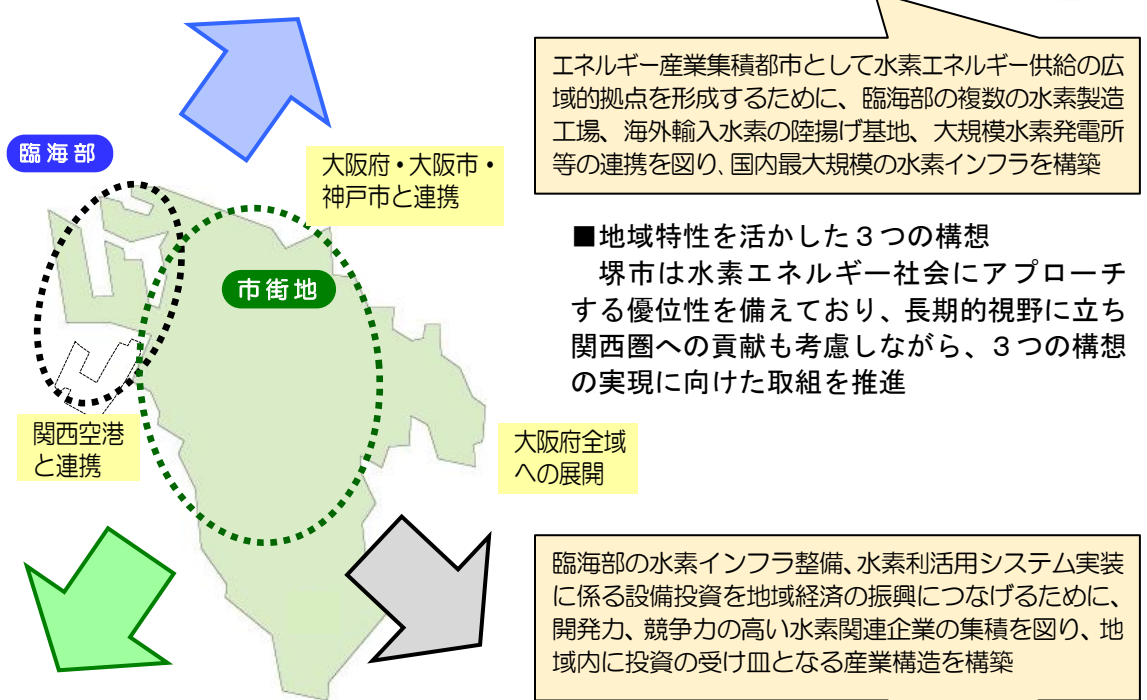 臨海部
大阪府・大阪市・
神戸市と連携
市街地
関西空港
と連携
大阪府全域
への展開
エネルギー産業集積都市として水素エネルギー供給の広
域的拠点を形成するために、臨海部の複数の水素製造
工場、海外輸入水素の陸揚げ基地、大規模水素発電所
等の連携を図り、国内最大規模の水素インフラを構築
■地域特性を活かした３つの構想
堺市は水素エネルギー社会にアプローチ
する優位性を備えており、長期的視野に立ち
関西圏への貢献も考慮しながら、３つの構想
の実現に向けた取組を推進
臨海部の水素インフラ整備、水素利活用システム実装
に係る設備投資を地域経済の振興につなげるために、
開発力、競争力の高い水素関連企業の集積を図り、地
域内に投資の受け皿となる産業構造を構築